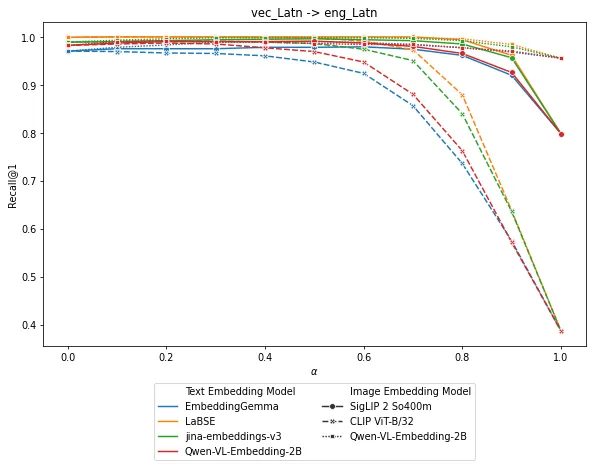 vec_Latn -> eng_Latn
Recall@1
1.0
0.9
0.8
0.7
0.6
0.5
0.4
0.0 0.2 0.4 0.6 0.8 1.0
α
Text Embedding Model Image Embedding Model
EmbeddingGemma SigLIP 2 So400m
LaBSE CLIP ViT-B/32
jina-embeddings-v3 Qwen-VL-Embedding-2B
Qwen-VL-Embedding-2B